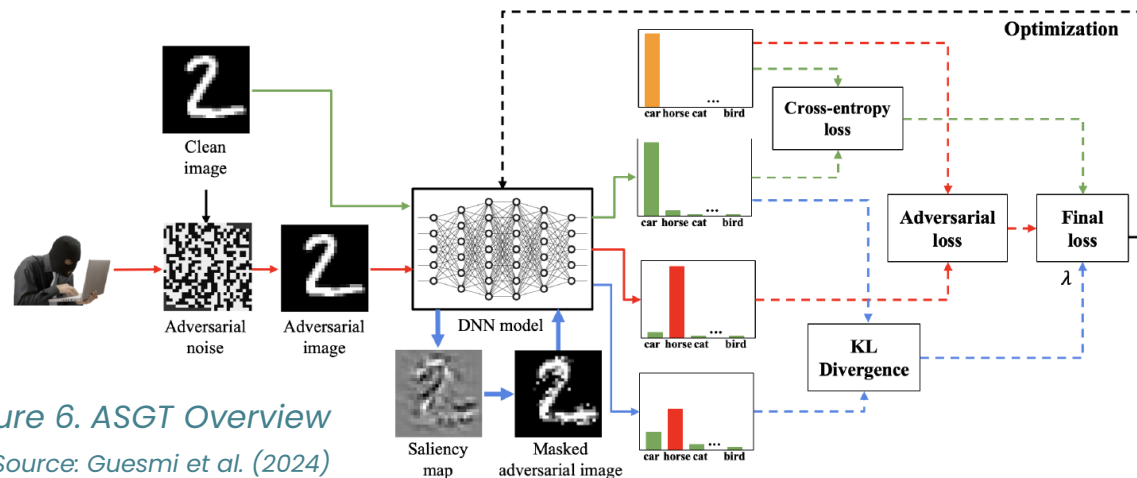 Optimization
Clean
image
car horse cat ... bird
Cross-entropy
loss
car horse cat ... bird
Adversarial
loss
Final
loss
λ
Adversarial
noise
Adversarial
image
DNN model
car horse cat ... bird
KL
Divergence
Saliency
map
Masked
adversarial image
car horse cat ... bird
ure 6. ASGT Overview
Source: Guesmi et al. (2024)